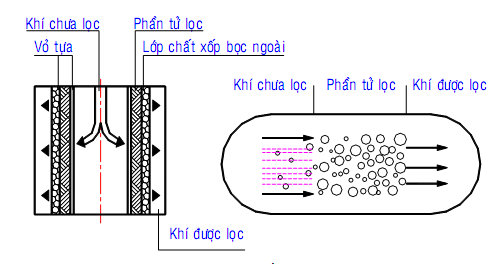 Khí chưa lọc
Phần tử lọc
Vỏ tựa
Lớp chất xốp bọc ngoài
Khí chưa lọc
Phần tử lọc
Khí được lọc
Khí được lọc